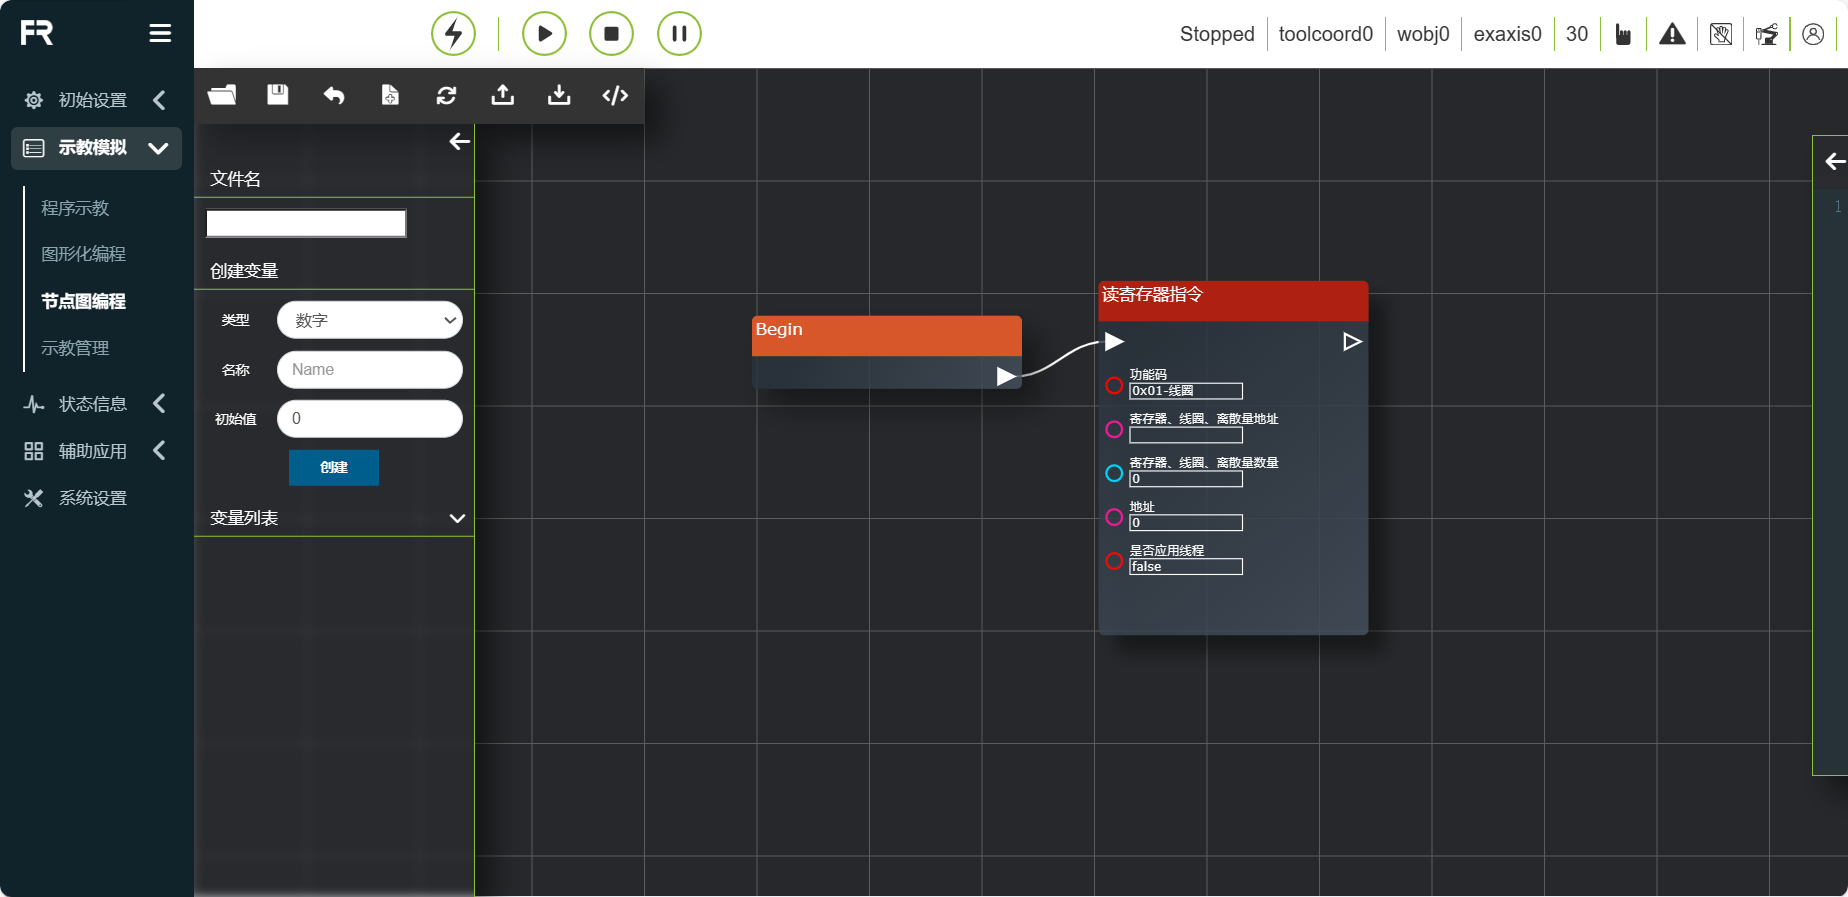 FR
Stopped
toolcoord0
wobj0
exaxis0
30
初始设置
示教模拟
程序示教
图形化编程
节点图编程
示教管理
状态信息
辅助应用
系统设置
文件名
创建变量
类型
数字
名称
Name
初始值
0
创建
变量列表
Begin
读寄存器指令
功能码
0x01-线圈
寄存器、线圈、离散量地址
寄存器、线圈、离散量数量
0
地址
0
是否应用线程
false
1